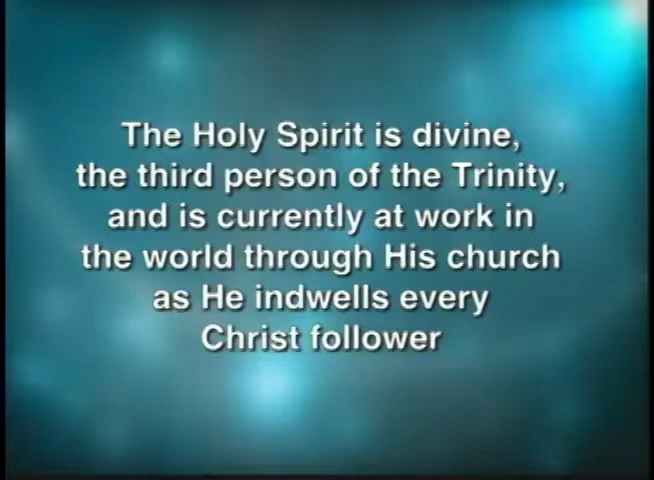 The Holy Spirit is divine,
the third person of the Trinity,
and is currently at work in
the world through His church
as He indwells every
Christ follower